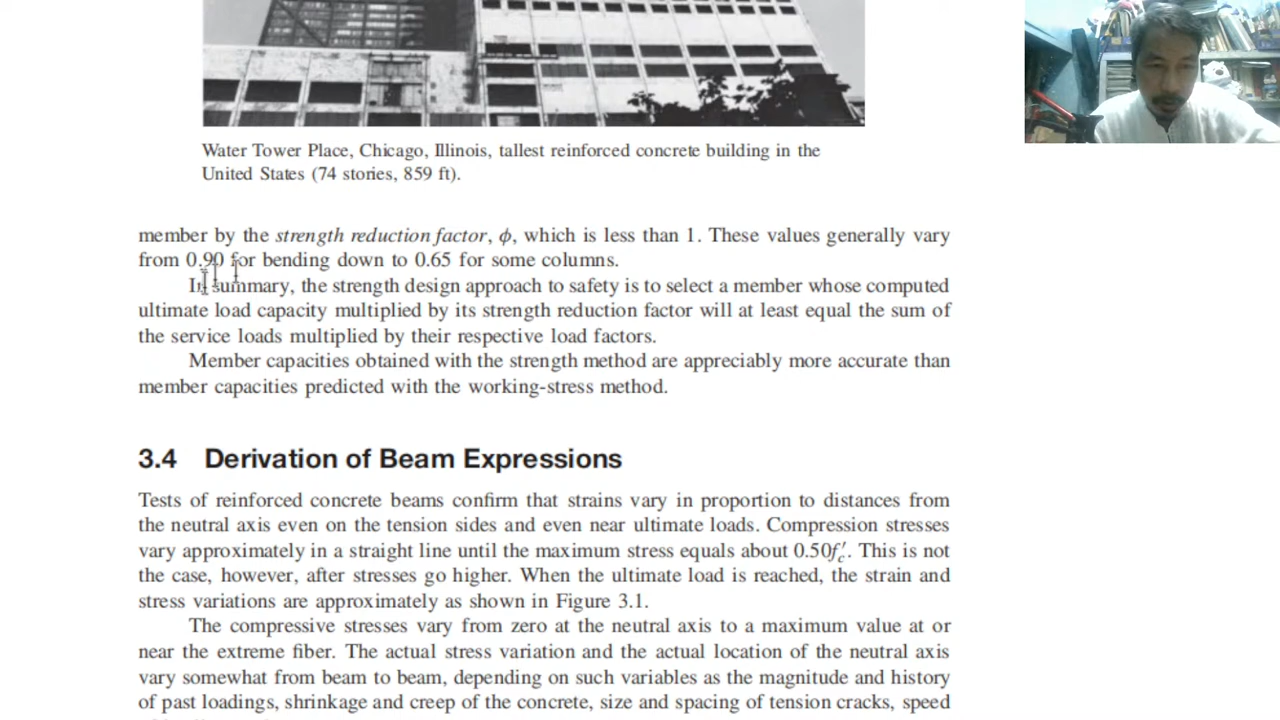 Water Tower Place, Chicago, Illinois, tallest reinforced concrete building in the
United States (74 stories, 859 ft).
member by the strength reduction factor, ϕ, which is less than 1. These values generally vary
from 0.90 for bending down to 0.65 for some columns.
In summary, the strength design approach to safety is to select a member whose computed
ultimate load capacity multiplied by its strength reduction factor will at least equal the sum of
the service loads multiplied by their respective load factors.
Member capacities obtained with the strength method are appreciably more accurate than
member capacities predicted with the working-stress method.
3.4 Derivation of Beam Expressions
Tests of reinforced concrete beams confirm that strains vary in proportion to distances from
the neutral axis even on the tension sides and even near ultimate loads. Compression stresses
vary approximately in a straight line until the maximum stress equals about 0.50f′c. This is not
the case, however, after stresses go higher. When the ultimate load is reached, the strain and
stress variations are approximately as shown in Figure 3.1.
The compressive stresses vary from zero at the neutral axis to a maximum value at or
near the extreme fiber. The actual stress variation and the actual location of the neutral axis
vary somewhat from beam to beam, depending on such variables as the magnitude and history
of past loadings, shrinkage and creep of the concrete, size and spacing of tension cracks, speed